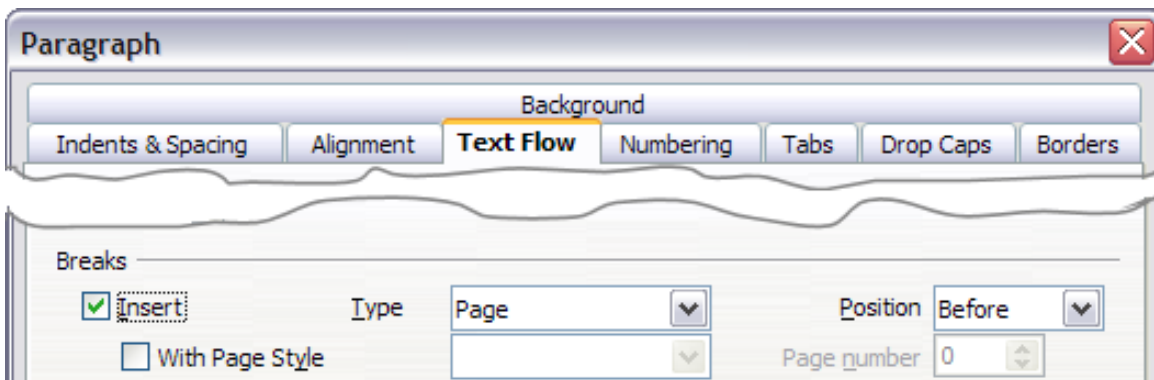 Paragraph
Background
Indents & Spacing Alignment Text Flow Numbering Tabs Drop Caps Borders
Breaks
Insert Type Page Position Before
With Page Style Page number 0